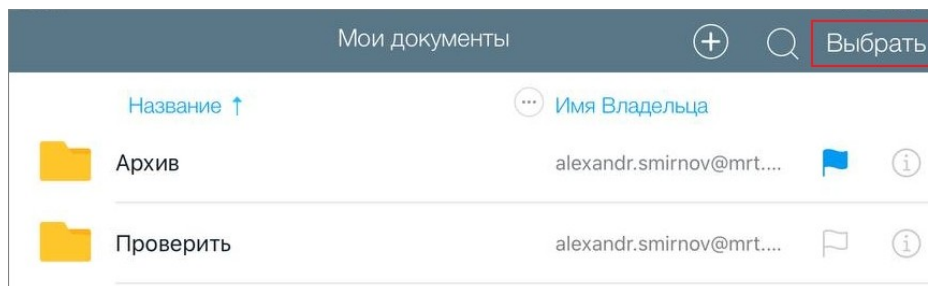 Мои документы Выбрать
Название ↑ Имя Владельца
Архив alexandr.smirnov@mrt....
Проверить alexandr.smirnov@mrt....